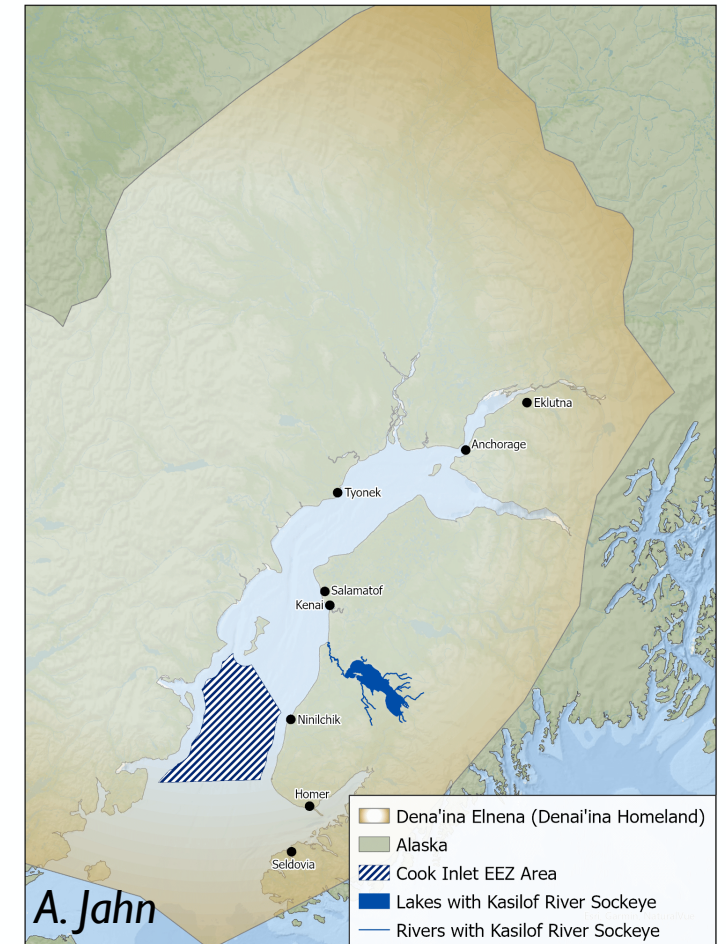 Eklutna
Anchorage
Tyonek
Salamatof
Kenai
Ninilchik
Homer
Seldovia
Dena'ina Elnena (Denai'ina Homeland)
Alaska
Cook Inlet EEZ Area
Lakes with Kasilof River Sockeye
Rivers with Kasilof River Sockeye
A. Jahn